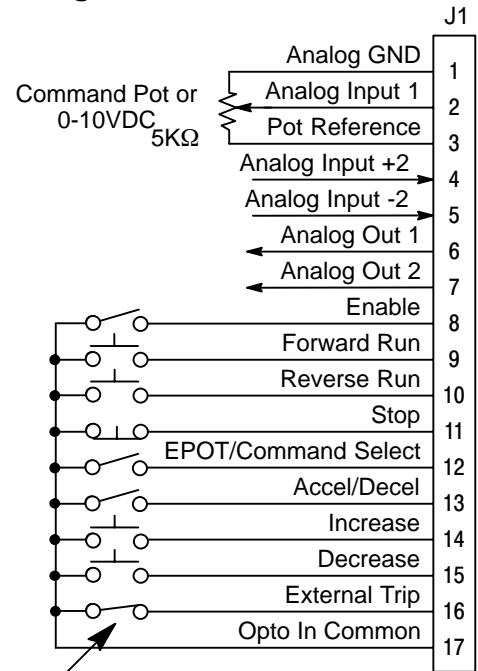 J1
Analog GND 1
Command Pot or
0-10VDC
5KΩ
Analog Input 1 2
Pot Reference 3
Analog Input +2 4
Analog Input -2 5
Analog Out 1 6
Analog Out 2 7
Enable 8
Forward Run 9
Reverse Run 10
Stop 11
EPOT/Command Select 12
Accel/Decel 13
Increase 14
Decrease 15
External Trip 16
Opto In Common 17